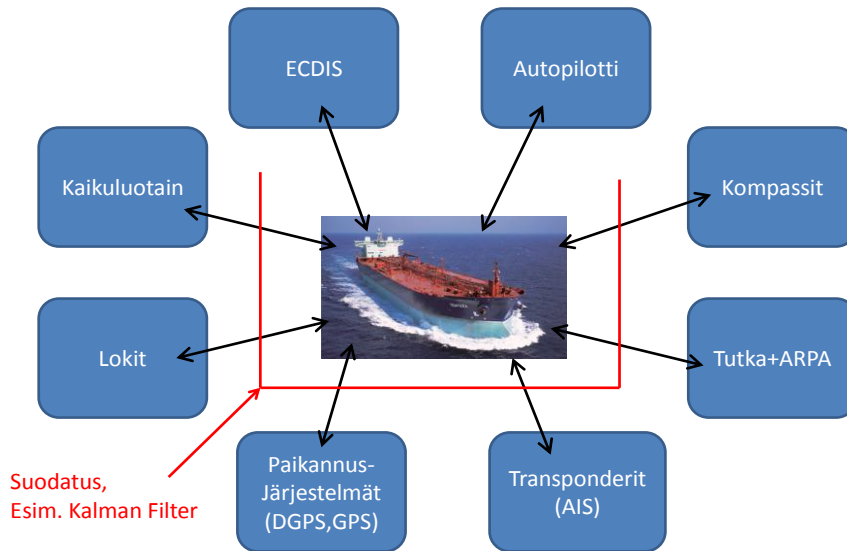 ECDIS
Autopilotti
Kaikuluotain
Kompassit
Lokit
Tutka+ARPA
Paikannus-
Järjestelmät
(DGPS,GPS)
Transponderit
(AIS)
Suodatus,
Esim. Kalman Filter